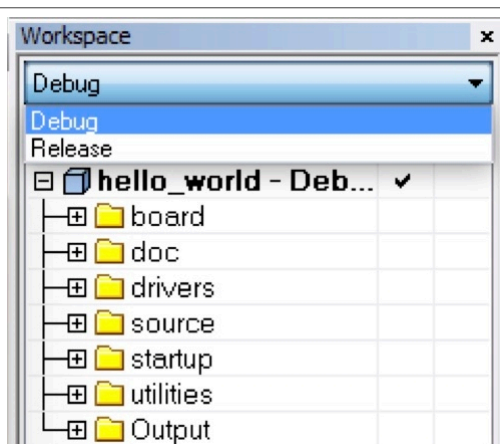 Workspace
Debug
Debug
Release
hello_world - Deb...
board
doc
drivers
source
startup
utilities
Output